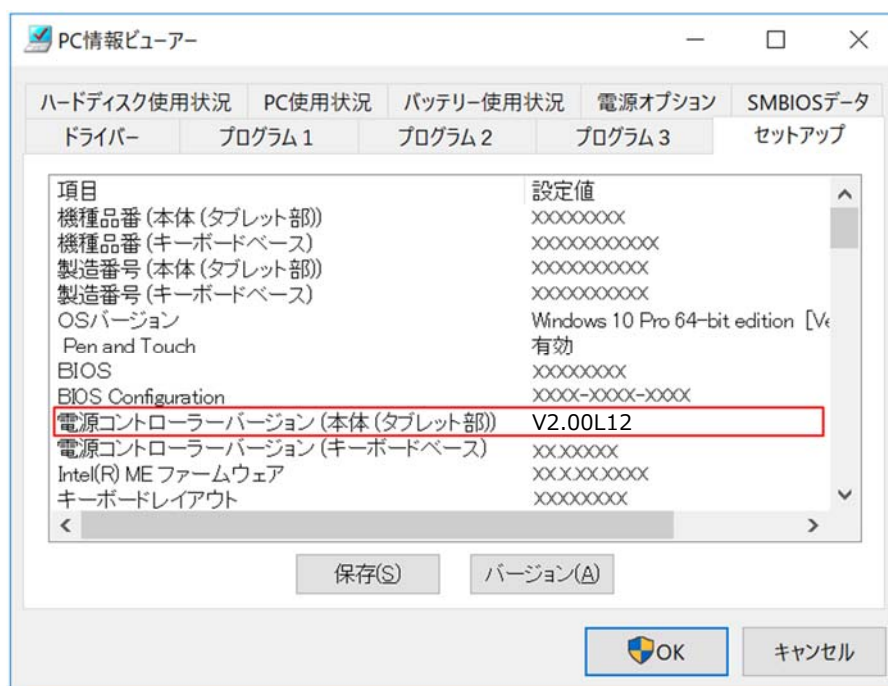 PC情報ビューアー
ハードディスク使用状況 PC使用状況 バッテリー使用状況 電源オプション SMBIOSデータ
ドライバー プログラム1 プログラム2 プログラム3 セットアップ
項目 設定値
機種品番(本体(タブレット部)) XXXXXXXX
機種品番(キーボードベース) XXXXXXXXXXX
製造番号(本体(タブレット部)) XXXXXXXXXX
製造番号(キーボードベース) XXXXXXXXXX
OSバージョン Windows 10 Pro 64-bit edition [Ve
Pen and Touch 有効
BIOS XXXXXXXX
BIOS Configuration XXXX-XXXX-XXXX
電源コントローラーバージョン(本体(タブレット部)) V2.00L12
電源コントローラーバージョン(キーボードベース) XX.XXXXX
Intel(R) ME ファームウェア XX.X.XX.XXXX
キーボードレイアウト XXXXXXXX
保存(S) バージョン(A)
OK キャンセル